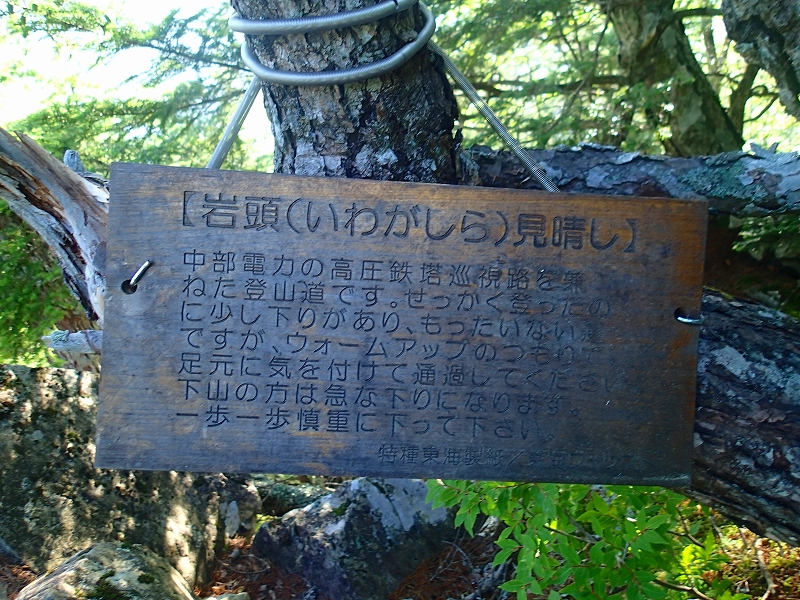 【岩頭(いわがしら)見晴し】
中部電力の高圧鉄塔巡視路を兼
ねた登山道です。せっかく登ったの
に少し下りがあり、もったいない感
ですが、ウォームアップのつもりで
足元に気を付けて通過してください
下山の方は急な下りになります。
一歩一歩慎重に下って下さい。
特種東海製紙